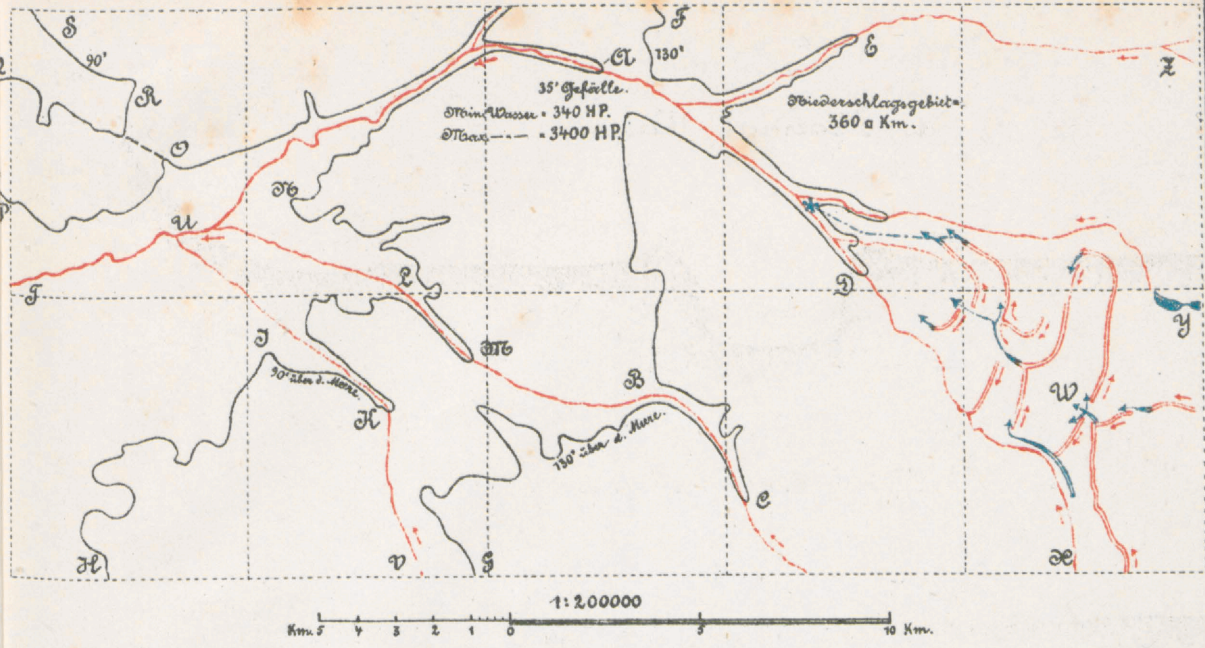 S
F
90'
130'
A
E
Z
R
35' Gefälle.
Min. Wasser = 340 HP.
Max — " — = 3400 HP.
Niederschlagsgebiet =
360 a Km.
O
N
P
U
L
D
T
Y
J
M
90' über d. Meere.
B
W
K
130' über d. Meere.
C
H
V
G
X
1:200000
Km. 5 4 3 2 1 0 5 10 Km.